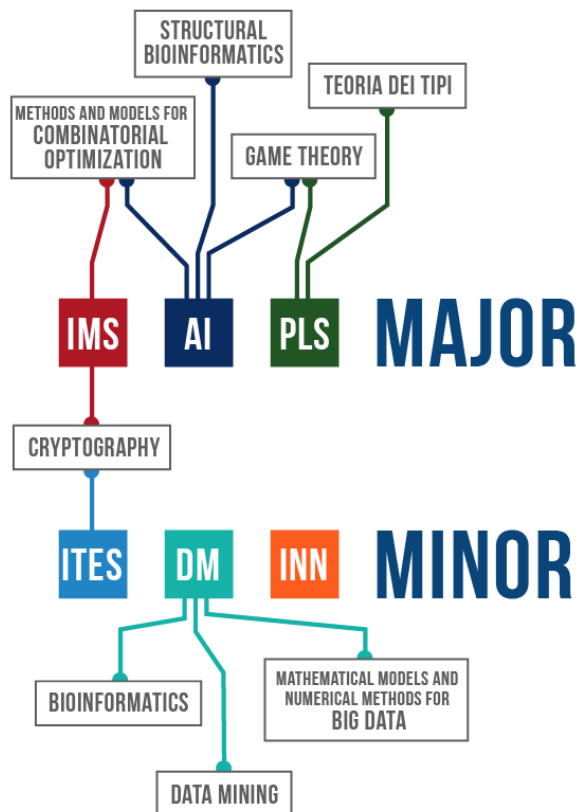 STRUCTURAL
BIOINFORMATICS
TEORIA DEI TIPI
METHODS AND MODELS FOR
COMBINATORIAL
OPTIMIZATION
GAME THEORY
IMS
AI
PLS
MAJOR
CRYPTOGRAPHY
ITES
DM
INN
MINOR
BIOINFORMATICS
MATHEMATICAL MODELS AND
NUMERICAL METHODS FOR
BIG DATA
DATA MINING